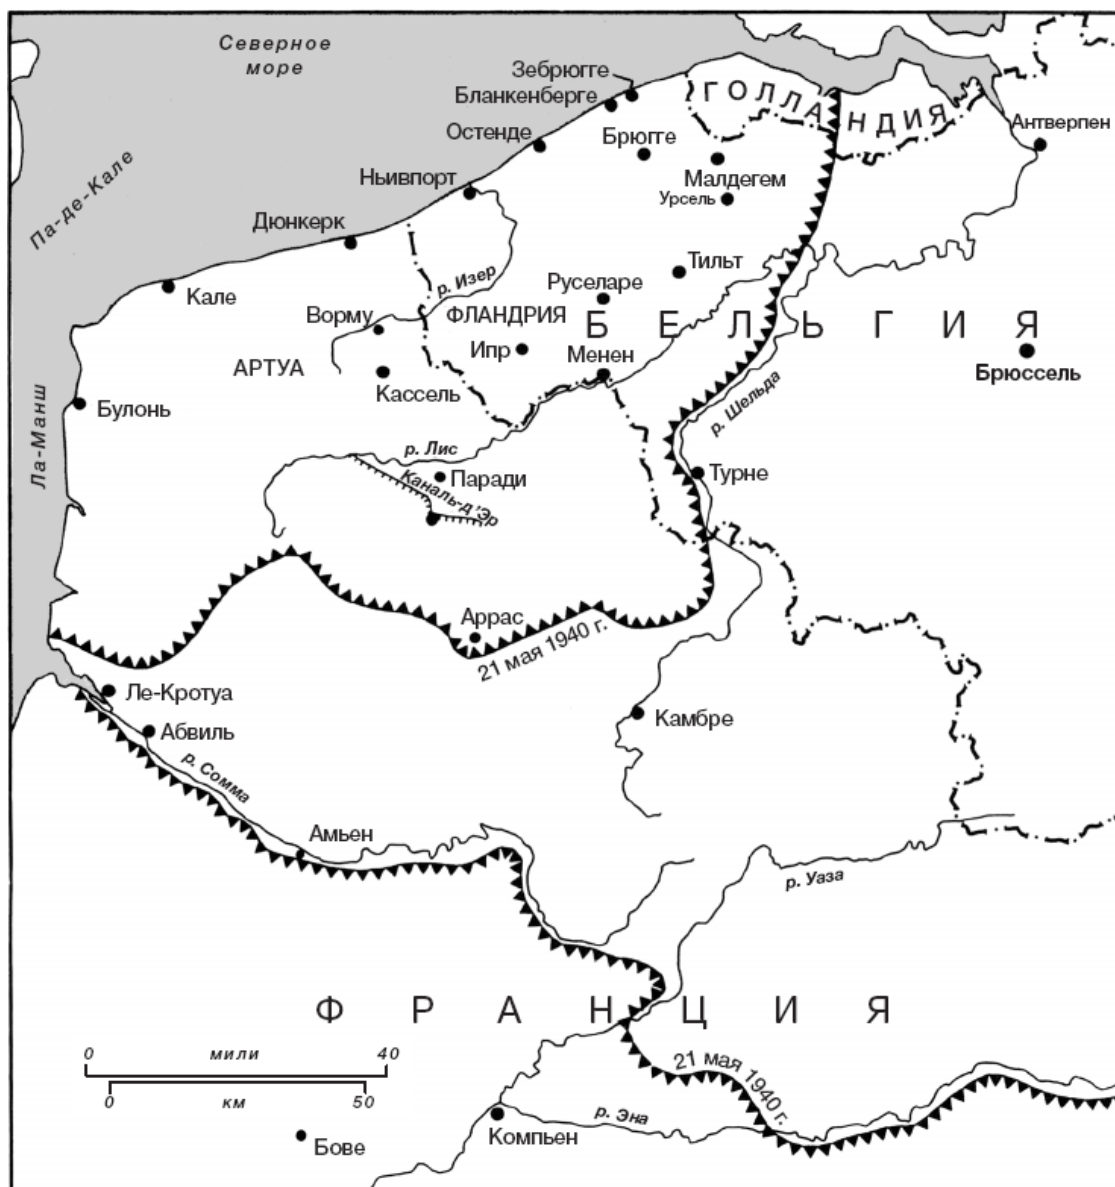 Северное
море
Зебрюгге
Бланкенберге
ГОЛЛАНДИЯ
Остенде
Брюгге
Антверпен
Па-де-Кале
Ньивпорт
Малдегем
Урсель
Дюнкерк
Тильт
р. Изер
Кале
Руселаре
Ворму
ФЛАНДРИЯ
БЕЛЬГИЯ
Ипр
Менен
АРТУА
Кассель
Брюссель
Булонь
р. Шельда
Ла-Манш
р. Лис
Турне
Паради
Каналь-д'Эр
Аррас
21 мая 1940 г.
Ле-Кротуа
Абвиль
Камбре
р. Сомма
Амьен
р. Уаза
ФРАНЦИЯ
0 мили 40
0 км 50
21 мая 1940 г.
р. Эна
Компьен
Бове